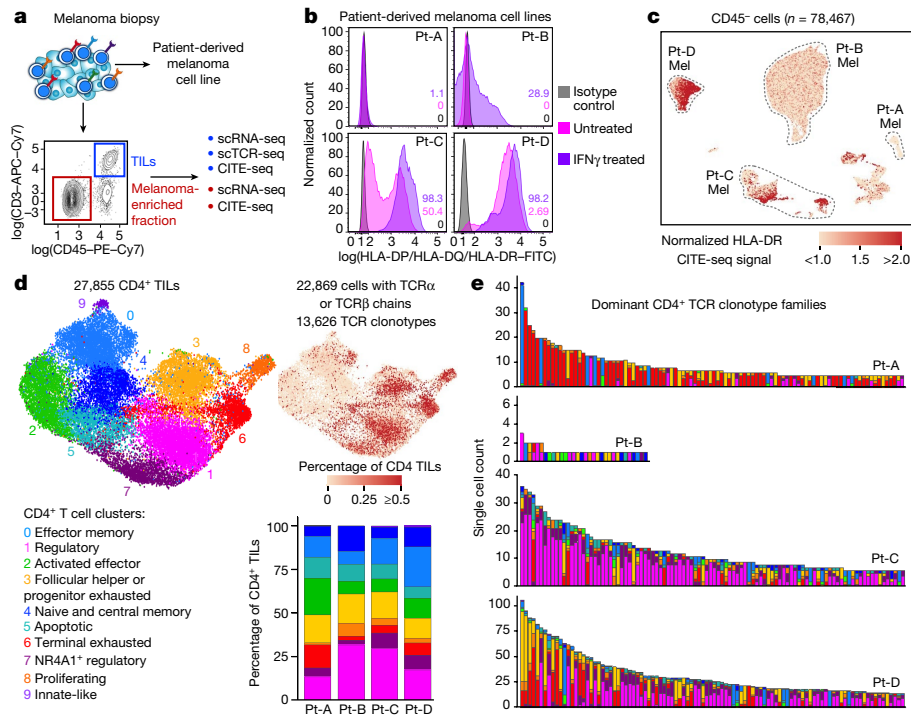 a
Melanoma biopsy
Patient-derived
melanoma
cell line
log(CD3–APC–Cy7)
5
4
3
0
−3
TILs
Melanoma-
enriched
fraction
scRNA-seq
scTCR-seq
CITE-seq
scRNA-seq
CITE-seq
1 3 4 5
log(CD45–PE–Cy7)
b
Patient-derived melanoma cell lines
Normalized count
100
80
60
40
20
0
100
80
60
40
20
0
Pt-A
1.1
0
0
Pt-B
28.9
0
0
Pt-C
98.3
50.4
0
Pt-D
98.3
2.69
0
0 1 2 3 4 5
0 1 2 3 4 5
log(HLA-DP/HLA-DQ/HLA-DR–FITC)
Isotype
control
Untreated
IFNγ treated
c
CD45⁻ cells (n = 78,467)
Pt-D
Mel
Pt-B
Mel
Pt-A
Mel
Pt-C
Mel
Normalized HLA-DR
CITE-seq signal
<1.0 1.5 >2.0
d
27,855 CD4⁺ TILs
9
0
3
4
8
2
5
6
7
1
22,869 cells with TCRα
or TCRβ chains
13,626 TCR clonotypes
Percentage of CD4 TILs
0 0.25 ≥0.5
CD4⁺ T cell clusters:
0 Effector memory
1 Regulatory
2 Activated effector
3 Follicular helper or
progenitor exhausted
4 Naive and central memory
5 Apoptotic
6 Terminal exhausted
7 NR4A1⁺ regulatory
8 Proliferating
9 Innate-like
Percentage of CD4⁺ TILs
100
75
50
25
0
Pt-A Pt-B Pt-C Pt-D
e
Dominant CD4⁺ TCR clonotype families
Single cell count
40
30
20
10
0
Pt-A
6
4
2
0
Pt-B
40
30
20
10
0
Pt-C
100
75
50
25
0
Pt-D